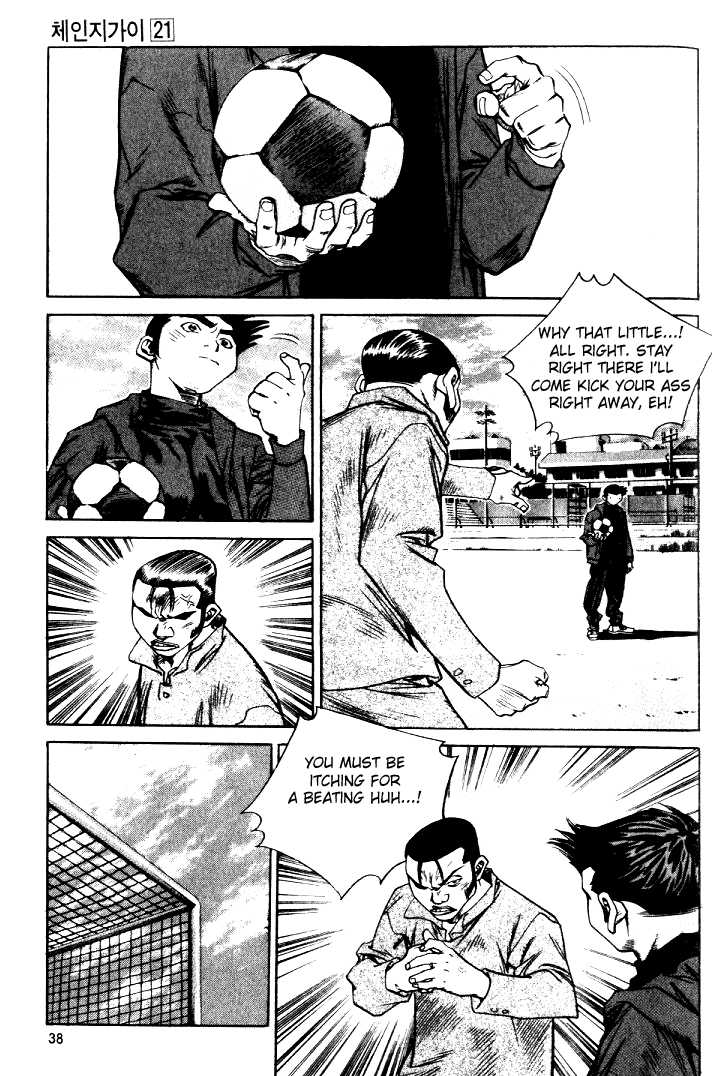 체인지가이 21
WHY THAT LITTLE...!
ALL RIGHT. STAY
RIGHT THERE I'LL
COME KICK YOUR ASS
RIGHT AWAY, EH!
YOU MUST BE
ITCHING FOR
A BEATING HUH...!
38